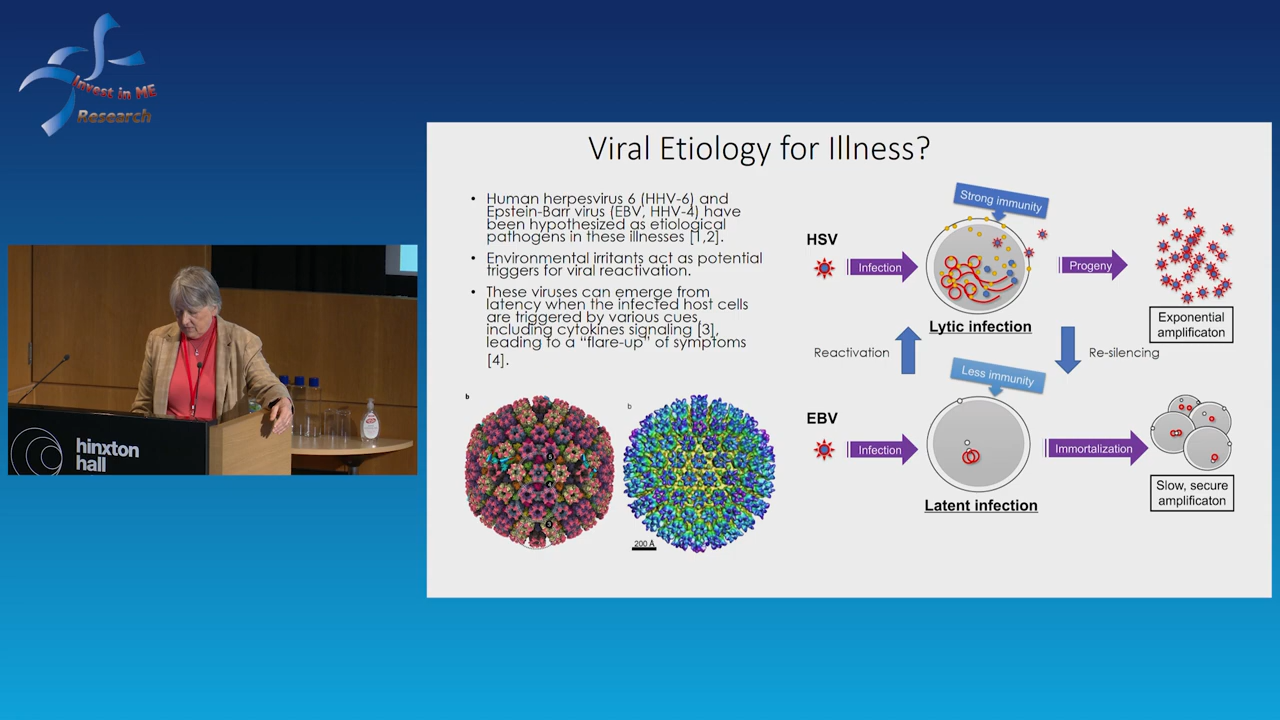 Invest in ME
Research
hinxton
hall
Viral Etiology for Illness?
• Human herpesvirus 6 (HHV-6) and
Epstein-Barr virus (EBV, HHV-4) have
been hypothesized as etiological
pathogens in these illnesses [1,2].
• Environmental irritants act as potential
triggers for viral reactivation.
• These viruses can emerge from
latency when the infected host cells
are triggered by various cues,
including cytokines signaling [3],
leading to a “flare-up” of symptoms
[4].
b
b
5
4
3
200 Å
Strong immunity
HSV
Infection
Progeny
Lytic infection
Exponential
amplificaton
Reactivation
Re-silencing
Less immunity
EBV
Infection
Immortalization
Latent infection
Slow, secure
amplificaton